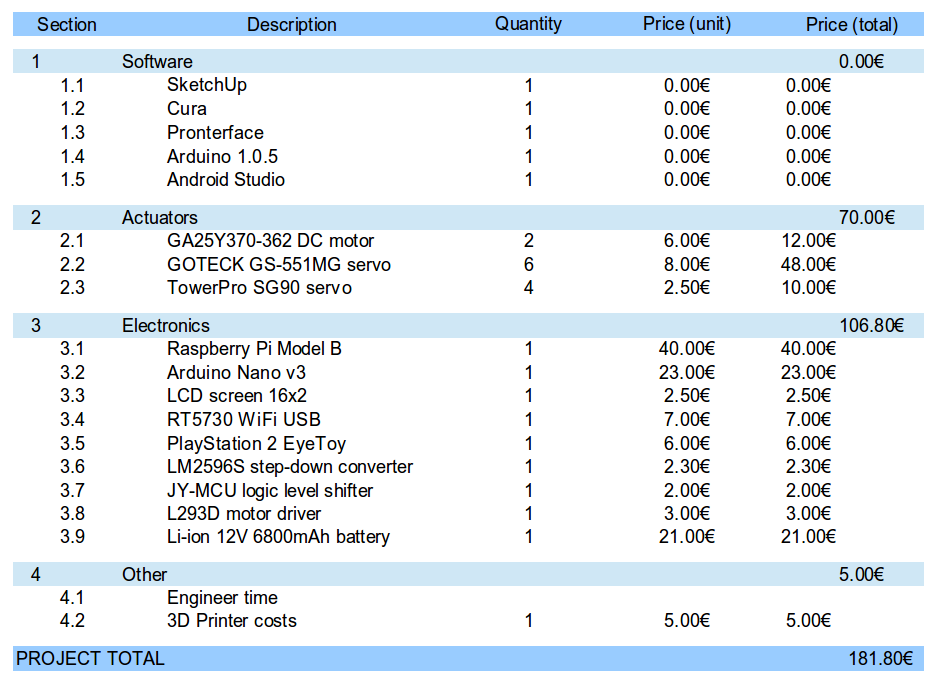 Section Description Quantity Price (unit) Price (total)
1 Software 0.00€
1.1 SketchUp 1 0.00€ 0.00€
1.2 Cura 1 0.00€ 0.00€
1.3 Pronterface 1 0.00€ 0.00€
1.4 Arduino 1.0.5 1 0.00€ 0.00€
1.5 Android Studio 1 0.00€ 0.00€
2 Actuators 70.00€
2.1 GA25Y370-362 DC motor 2 6.00€ 12.00€
2.2 GOTECK GS-551MG servo 6 8.00€ 48.00€
2.3 TowerPro SG90 servo 4 2.50€ 10.00€
3 Electronics 106.80€
3.1 Raspberry Pi Model B 1 40.00€ 40.00€
3.2 Arduino Nano v3 1 23.00€ 23.00€
3.3 LCD screen 16x2 1 2.50€ 2.50€
3.4 RT5730 WiFi USB 1 7.00€ 7.00€
3.5 PlayStation 2 EyeToy 1 6.00€ 6.00€
3.6 LM2596S step-down converter 1 2.30€ 2.30€
3.7 JY-MCU logic level shifter 1 2.00€ 2.00€
3.8 L293D motor driver 1 3.00€ 3.00€
3.9 Li-ion 12V 6800mAh battery 1 21.00€ 21.00€
4 Other 5.00€
4.1 Engineer time
4.2 3D Printer costs 1 5.00€ 5.00€
PROJECT TOTAL 181.80€